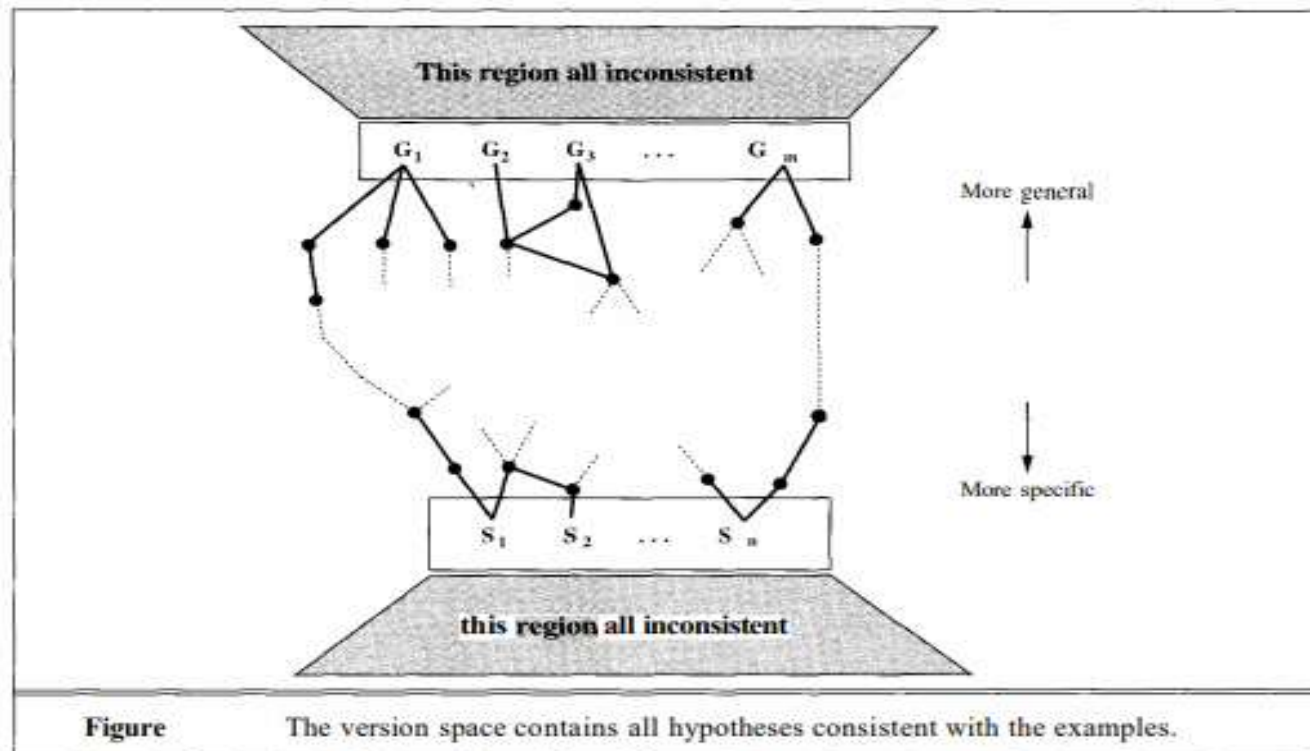 This region all inconsistent
G1 G2 G3 ... G m
More general
More specific
S1 S2 ... S n
this region all inconsistent
Figure The version space contains all hypotheses consistent with the examples.